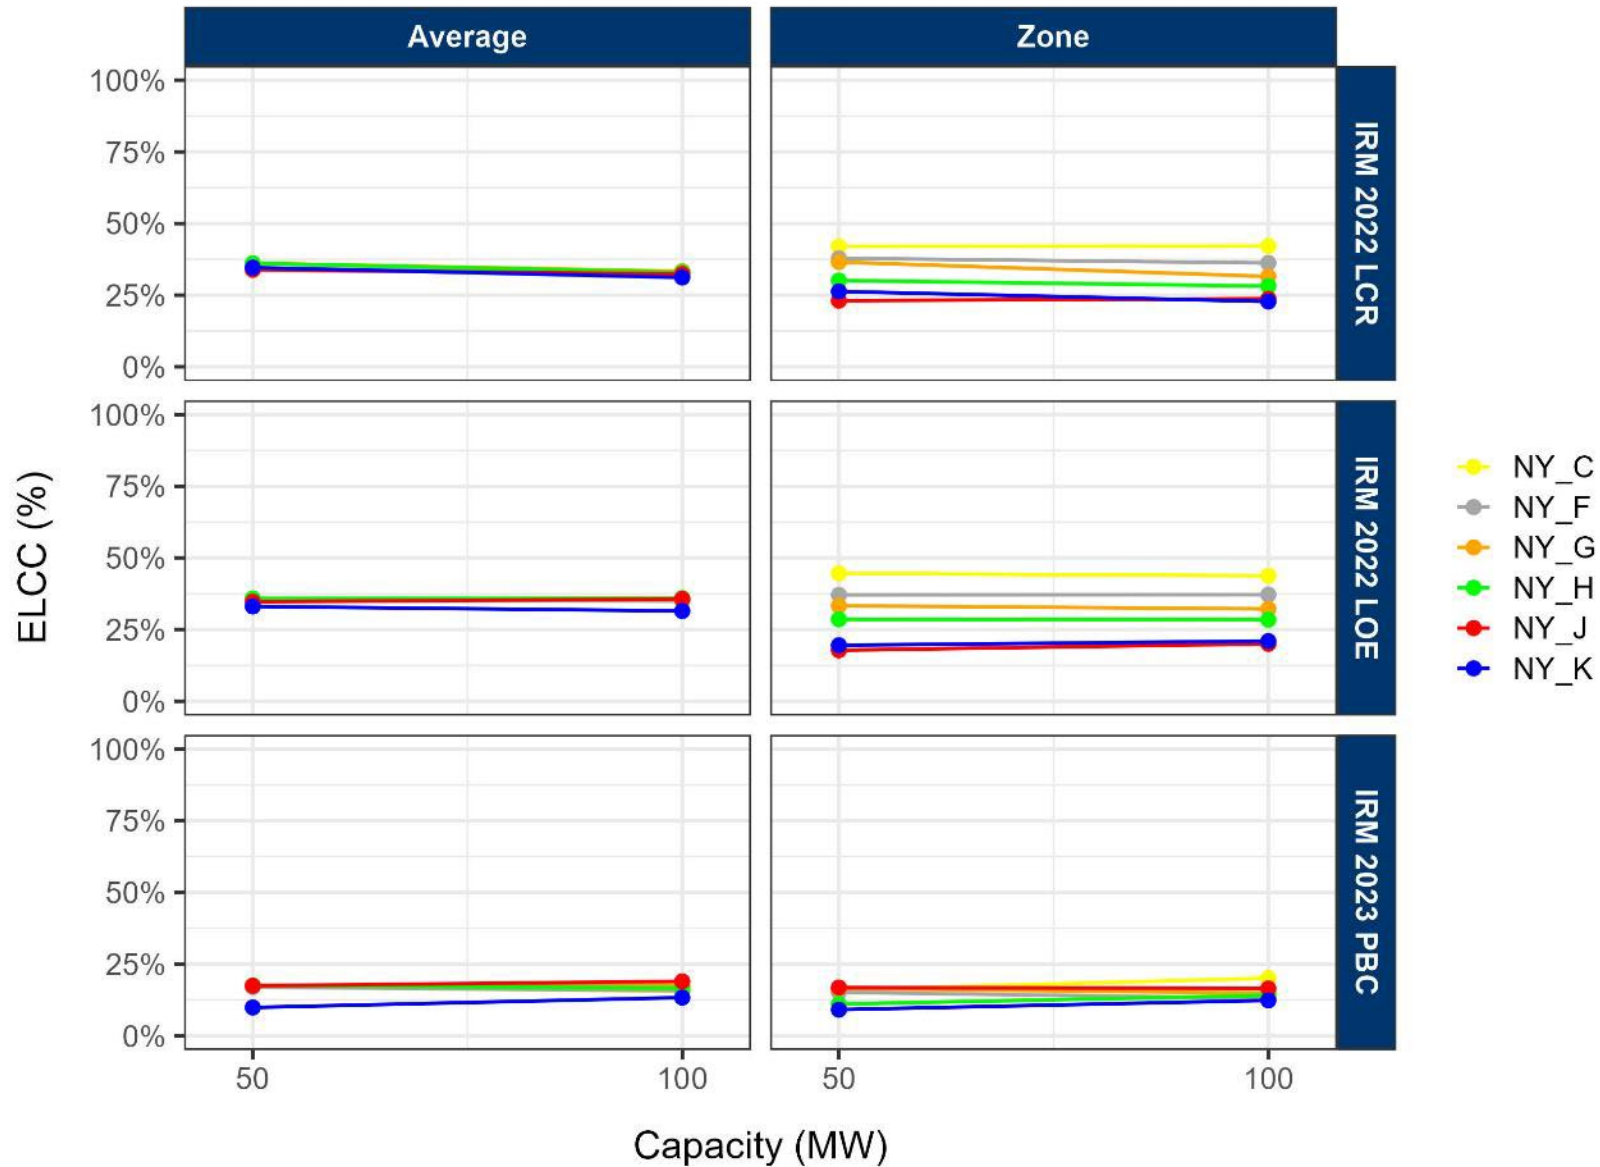 Average
Zone
100%
75%
50%
25%
0%
IRM 2022 LCR
100%
75%
50%
25%
0%
IRM 2022 LOE
100%
75%
50%
25%
0%
IRM 2023 PBC
50
100
50
100
ELCC (%)
Capacity (MW)
NY_C
NY_F
NY_G
NY_H
NY_J
NY_K